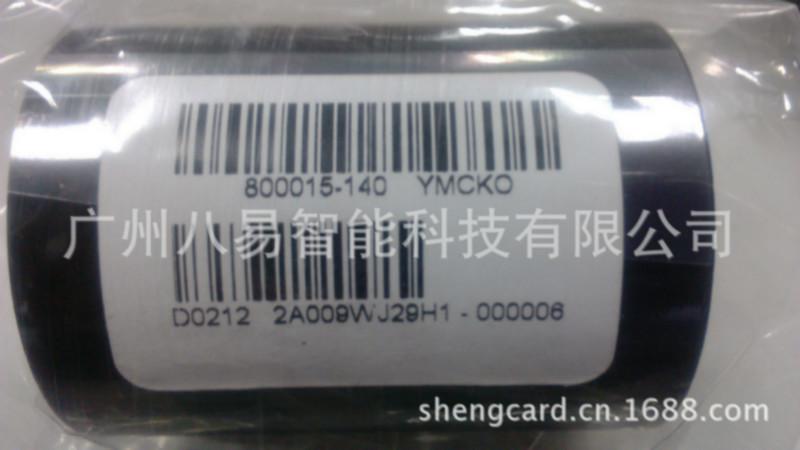 800015-140 YMCKO
广州八易智能科技有限公司
D0212 2A009WJ29H1 - 000006
shengcard.cn.1688.com